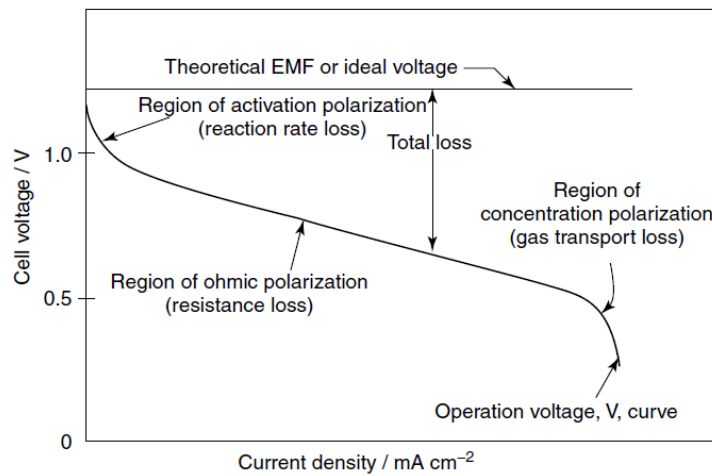 Theoretical EMF or ideal voltage
Region of activation polarization
(reaction rate loss)
Total loss
1.0
Region of
concentration polarization
(gas transport loss)
Cell voltage / V
Region of ohmic polarization
(resistance loss)
0.5
Operation voltage, V, curve
0
Current density / mA cm⁻²